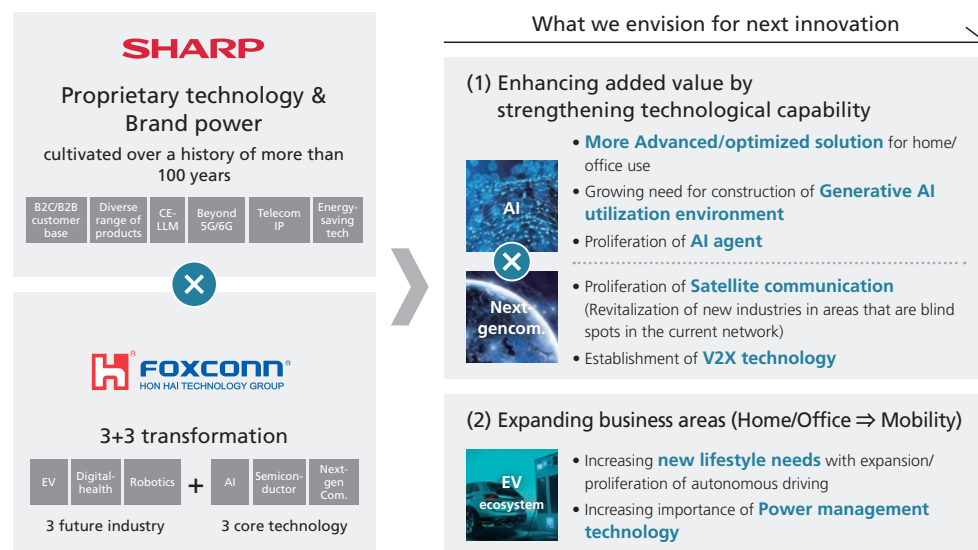 SHARP
Proprietary technology &
Brand power
cultivated over a history of more than
100 years
B2C/B2B
customer
base
Diverse
range of
products
CE-
LLM
Beyond
5G/6G
Telecom
IP
Energy-
saving
tech
×
FOXCONN®
HON HAI TECHNOLOGY GROUP
3+3 transformation
EV
Digital-
health
Robotics
+
AI
Semicon-
ductor
Next-
gen
Com.
3 future industry
3 core technology
What we envision for next innovation
(1) Enhancing added value by
strengthening technological capability
AI
• More Advanced/optimized solution for home/
office use
• Growing need for construction of Generative AI
utilization environment
• Proliferation of AI agent
×
Next-
gencom.
• Proliferation of Satellite communication
(Revitalization of new industries in areas that are blind
spots in the current network)
• Establishment of V2X technology
(2) Expanding business areas (Home/Office ⇒ Mobility)
EV
ecosystem
• Increasing new lifestyle needs with expansion/
proliferation of autonomous driving
• Increasing importance of Power management
technology